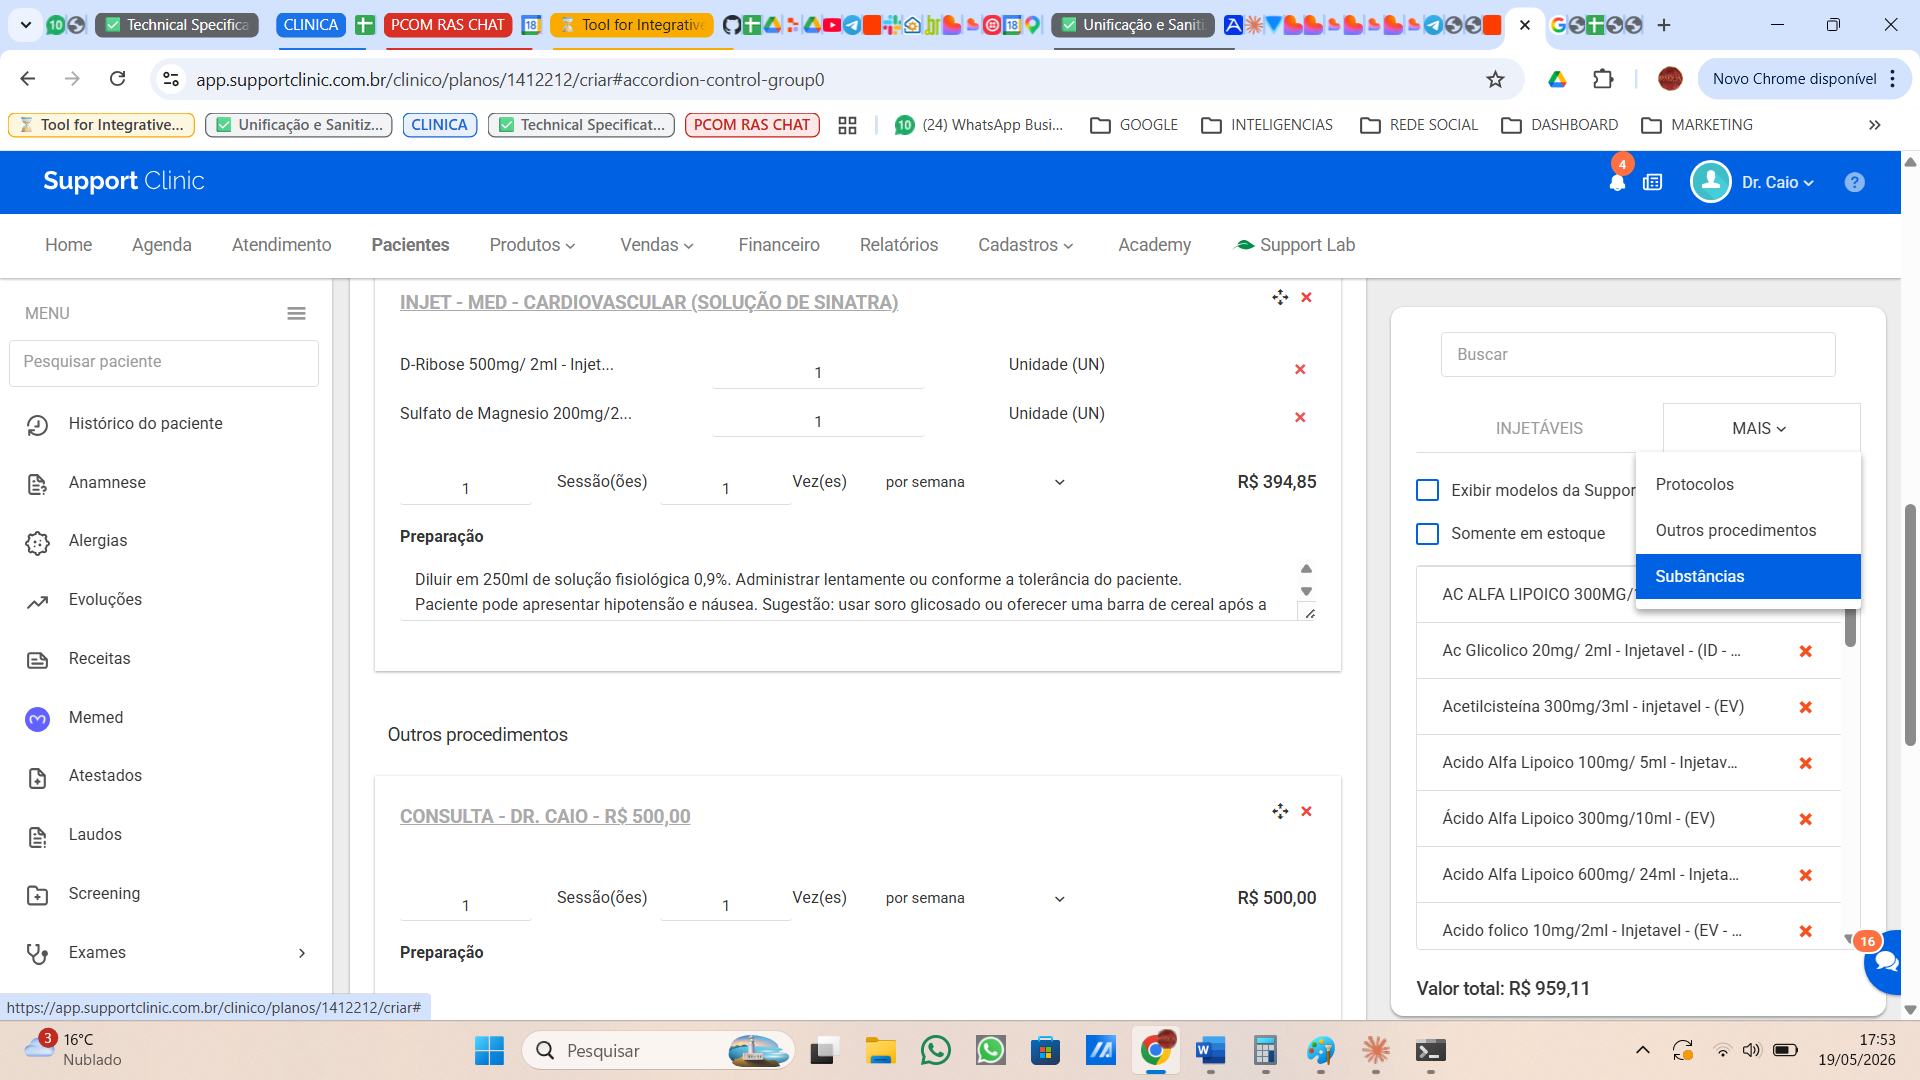 Technical Specifica
CLINICA
PCOM RAS CHAT
Tool for Integrative
Unificação e Saniti
app.supportclinic.com.br/clinico/planos/1412212/criar#accordion-control-group0
Novo Chrome disponível
Tool for Integrative...
Unificação e Sanitiz...
CLINICA
Technical Specificat...
PCOM RAS CHAT
10
(24) WhatsApp Busi...
GOOGLE
INTELIGENCIAS
REDE SOCIAL
DASHBOARD
MARKETING
Support Clinic
4
Dr. Caio
?
Home
Agenda
Atendimento
Pacientes
Produtos
Vendas
Financeiro
Relatórios
Cadastros
Academy
Support Lab
MENU
Pesquisar paciente
Histórico do paciente
Anamnese
Alergias
Evoluções
Receitas
Memed
Atestados
Laudos
Screening
Exames
https://app.supportclinic.com.br/clinico/planos/1412212/criar#
INJET - MED - CARDIOVASCULAR (SOLUÇÃO DE SINATRA)
D-Ribose 500mg/ 2ml - Injet...
1
Unidade (UN)
Sulfato de Magnesio 200mg/2...
1
Unidade (UN)
1
Sessão(ões)
1
Vez(es)
por semana
R$ 394,85
Preparação
Diluir em 250ml de solução fisiológica 0,9%. Administrar lentamente ou conforme a tolerância do paciente.
Paciente pode apresentar hipotensão e náusea. Sugestão: usar soro glicosado ou oferecer uma barra de cereal após a
Outros procedimentos
CONSULTA - DR. CAIO - R$ 500,00
1
Sessão(ões)
1
Vez(es)
por semana
R$ 500,00
Preparação
Buscar
INJETÁVEIS
MAIS
Protocolos
Outros procedimentos
Substâncias
Exibir modelos da Suppor
Somente em estoque
AC ALFA LIPOICO 300MG/
Ac Glicolico 20mg/ 2ml - Injetavel - (ID - ...
Acetilcisteína 300mg/3ml - injetavel - (EV)
Acido Alfa Lipoico 100mg/ 5ml - Injetav...
Ácido Alfa Lipoico 300mg/10ml - (EV)
Acido Alfa Lipoico 600mg/ 24ml - Injeta...
Acido folico 10mg/2ml - Injetavel - (EV - ...
16
Valor total: R$ 959,11
3
16°C
Nublado
Pesquisar
17:53
19/05/2026